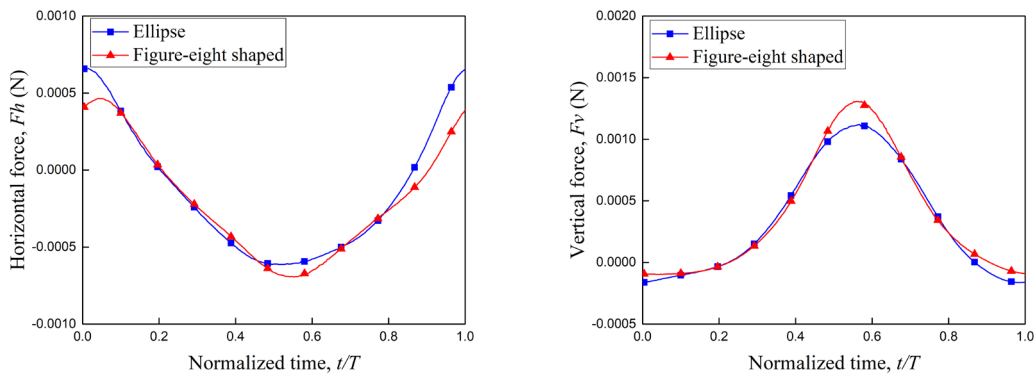 Ellipse
Figure-eight shaped
Horizontal force, Fh (N)
0.0010
0.0005
0.0000
-0.0005
-0.0010
0.0 0.2 0.4 0.6 0.8 1.0
Normalized time, t/T
Ellipse
Figure-eight shaped
Vertical force, Fv (N)
0.0020
0.0015
0.0010
0.0005
0.0000
-0.0005
0.0 0.2 0.4 0.6 0.8 1.0
Normalized time, t/T